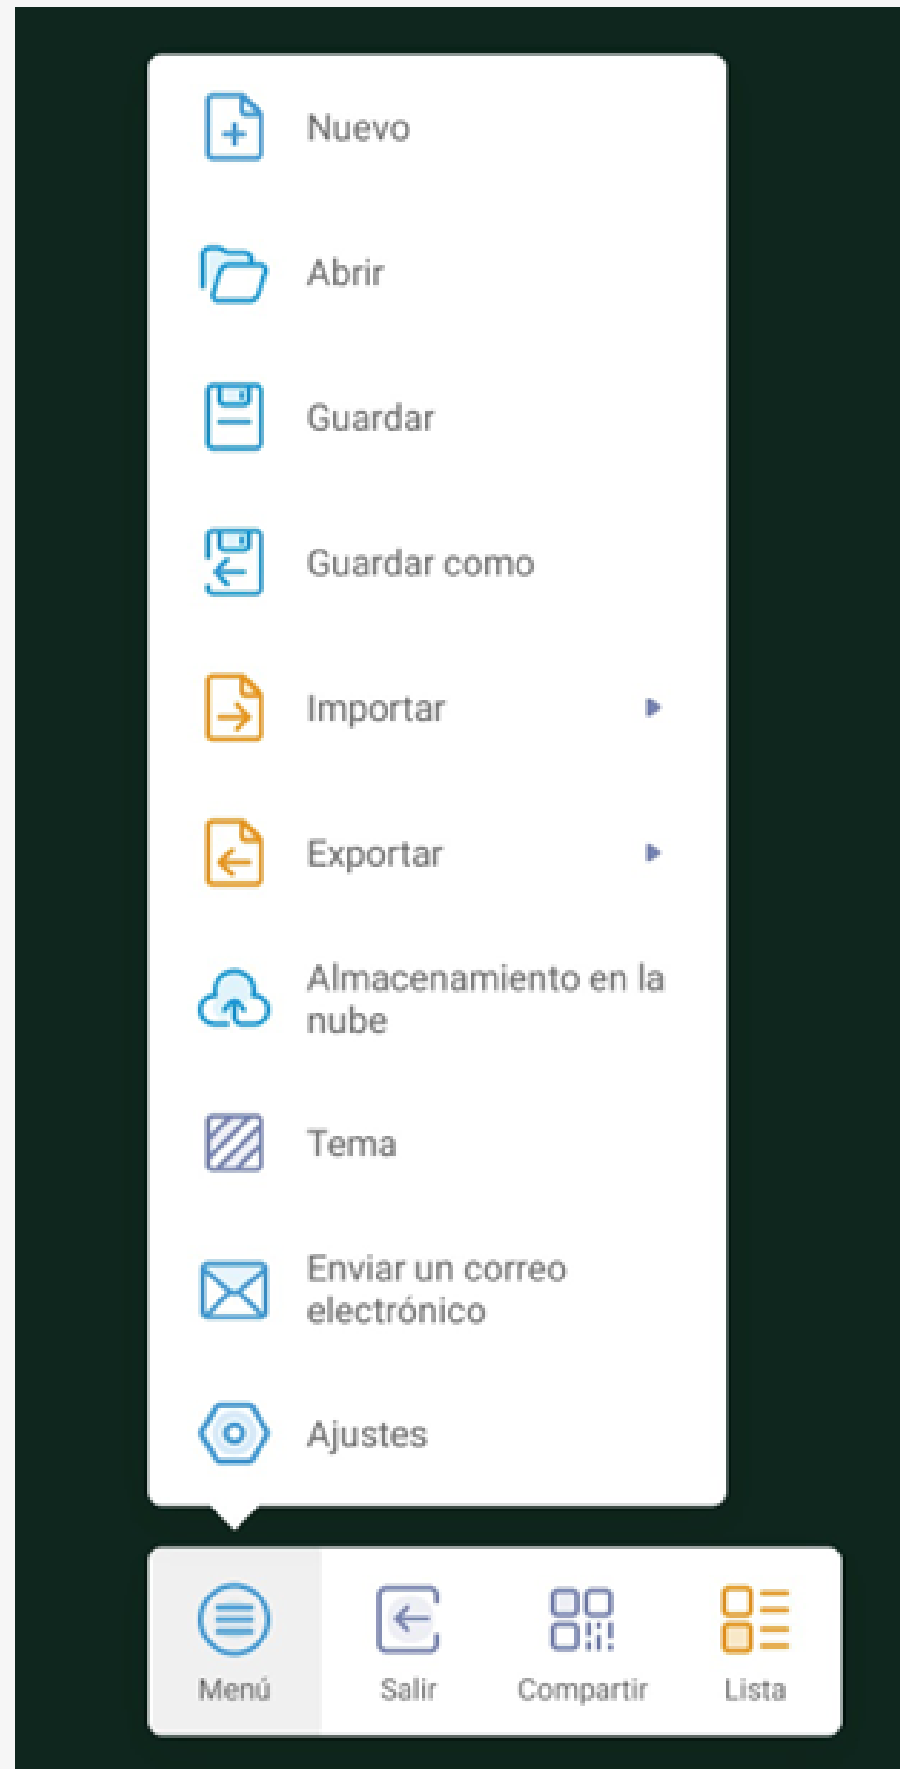 Nuevo
Abrir
Guardar
Guardar como
Importar
Exportar
Almacenamiento en la
nube
Tema
Enviar un correo
electrónico
Ajustes
Menú
Salir
Compartir
Lista